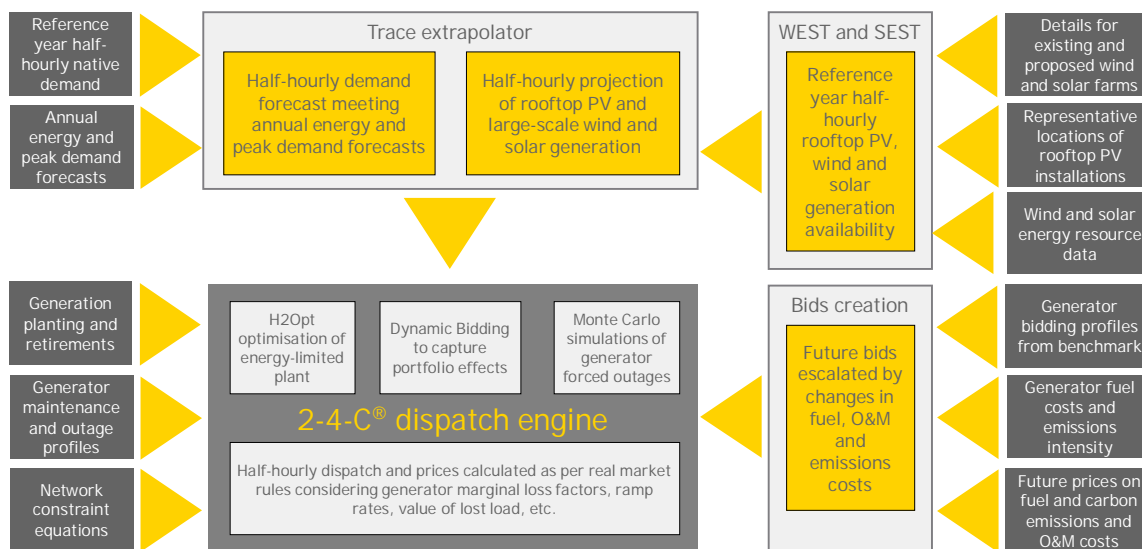 Reference
year half-
hourly native
demand
Annual
energy and
peak demand
forecasts
Trace extrapolator
Half-hourly demand
forecast meeting
annual energy and
peak demand forecasts
Half-hourly projection
of rooftop PV and
large-scale wind and
solar generation
WEST and SEST
Reference
year half-
hourly
rooftop PV,
wind and
solar
generation
availability
Details for
existing and
proposed wind
and solar farms
Representative
locations of
rooftop PV
installations
Wind and solar
energy resource
data
Generation
planting and
retirements
Generator
maintenance
and outage
profiles
Network
constraint
equations
H2Opt
optimisation of
energy-limited
plant
Dynamic Bidding
to capture
portfolio effects
Monte Carlo
simulations of
generator
forced outages
2-4-C® dispatch engine
Half-hourly dispatch and prices calculated as per real market
rules considering generator marginal loss factors, ramp
rates, value of lost load, etc.
Bids creation
Future bids
escalated by
changes in
fuel, O&M
and
emissions
costs
Generator
bidding profiles
from benchmark
Generator fuel
costs and
emissions
intensity
Future prices on
fuel and carbon
emissions and
O&M costs